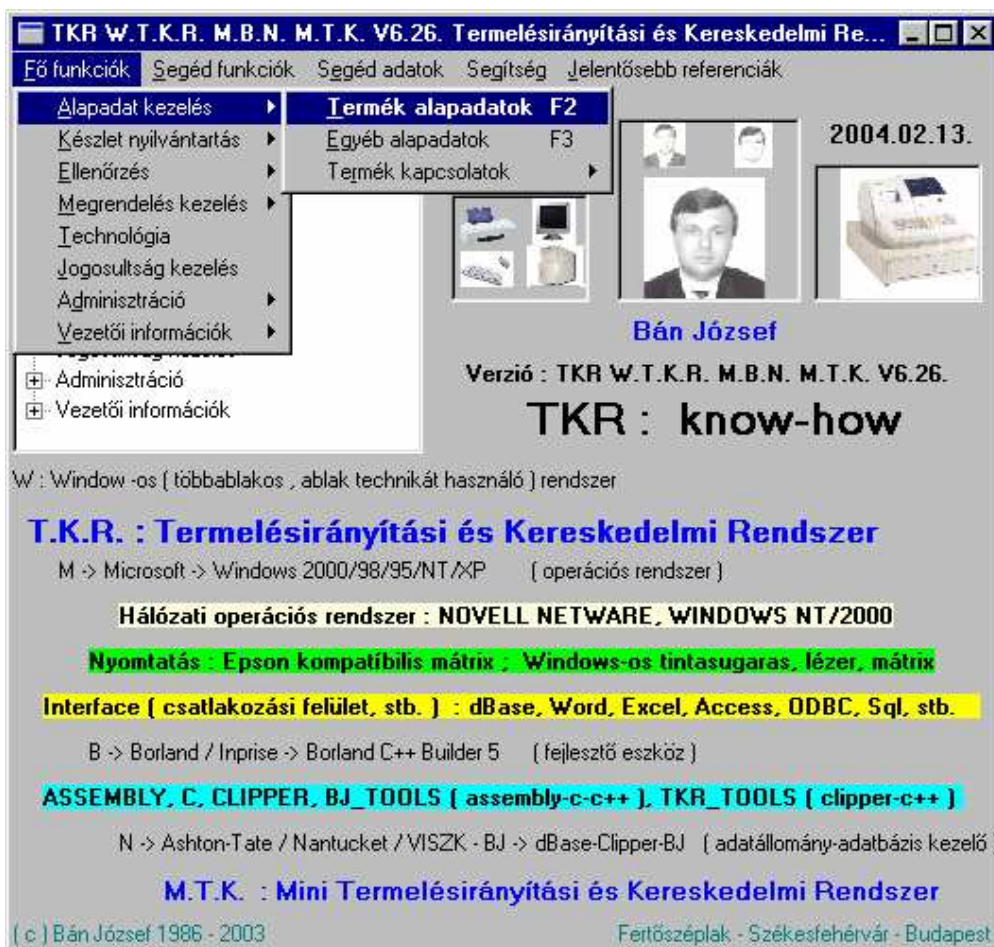 TKR W.T.K.R. M.B.N. M.T.K. V6.26. Termelésirányítási és Kereskedelmi Re...
Fő funkciók Segéd funkciók Segéd adatok Segítség Jelentősebb referenciák
Alapadat kezelés
Készlet nyilvántartás
Ellenőrzés
Megrendelés kezelés
Technológia
Jogosultság kezelés
Adminisztráció
Vezetői információk
Termék alapadatok F2
Egyéb alapadatok F3
Termék kapcsolatok
2004.02.13.
Adminisztráció
Vezetői információk
Bán József
Verzió : TKR W.T.K.R. M.B.N. M.T.K. V6.26.
TKR : know-how
W : Window -os ( többablakos , ablak technikát használó ) rendszer
T.K.R. : Termelésirányítási és Kereskedelmi Rendszer
M -> Microsoft -> Windows 2000/98/95/NT/XP ( operációs rendszer )
Hálózati operációs rendszer : NOVELL NETWARE, WINDOWS NT/2000
Nyomtatás : Epson kompatíbilis mátrix ; Windows-os tintasugaras, lézer, mátrix
Interface ( csatlakozási felület, stb. ) : dBase, Word, Excel, Access, ODBC, Sql, stb.
B -> Borland / Inprise -> Borland C++ Builder 5 ( fejlesztő eszköz )
ASSEMBLY, C, CLIPPER, BJ_TOOLS ( assembly-c-c++ ), TKR_TOOLS ( clipper-c++ )
N -> Ashton-Tate / Nantucket / VISZK - BJ -> dBase-Clipper-BJ ( adatállomány-adatbázis kezelő )
M.T.K. : Mini Termelésirányítási és Kereskedelmi Rendszer
( c ) Bán József 1986 - 2003
Fertőszéplak - Székesfehérvár - Budapest